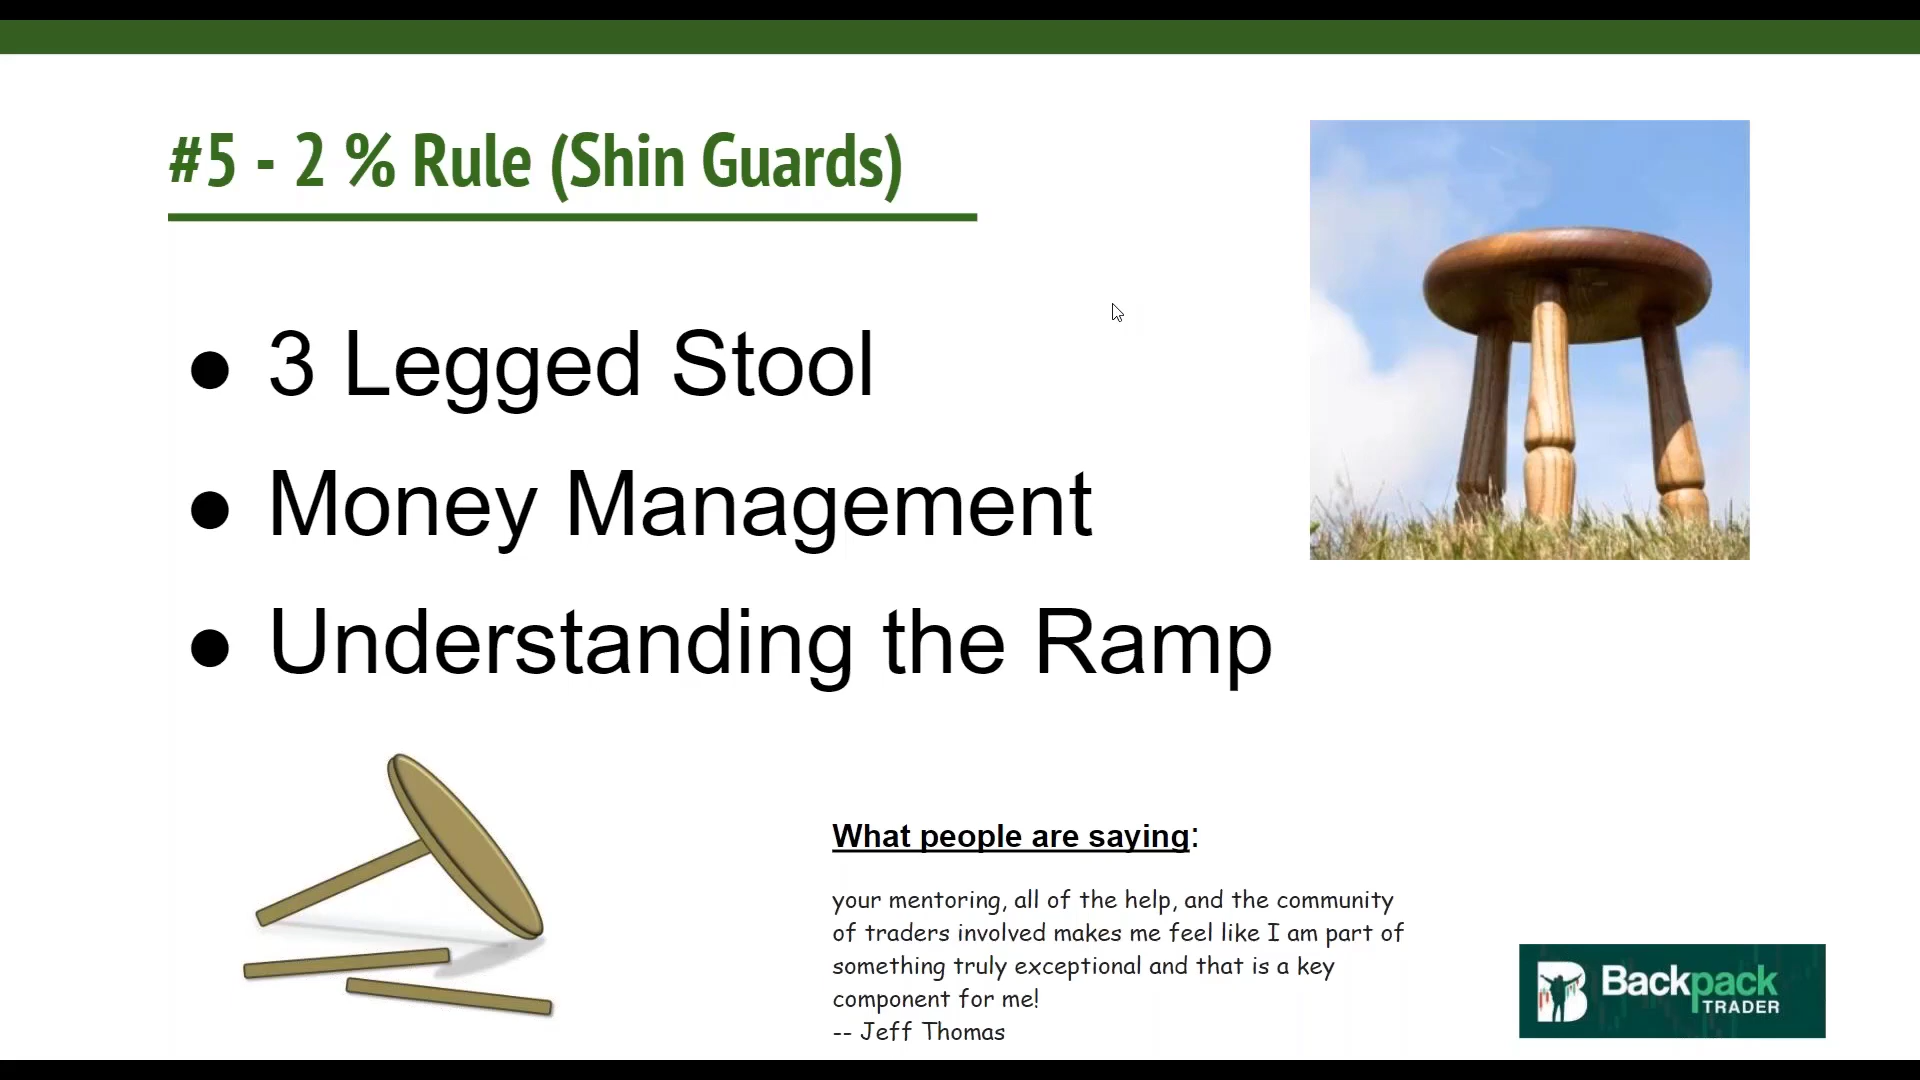 #5 - 2 % Rule (Shin Guards)
● 3 Legged Stool
● Money Management
● Understanding the Ramp
What people are saying:
your mentoring, all of the help, and the community
of traders involved makes me feel like I am part of
something truly exceptional and that is a key
component for me!
-- Jeff Thomas
Backpack
TRADER